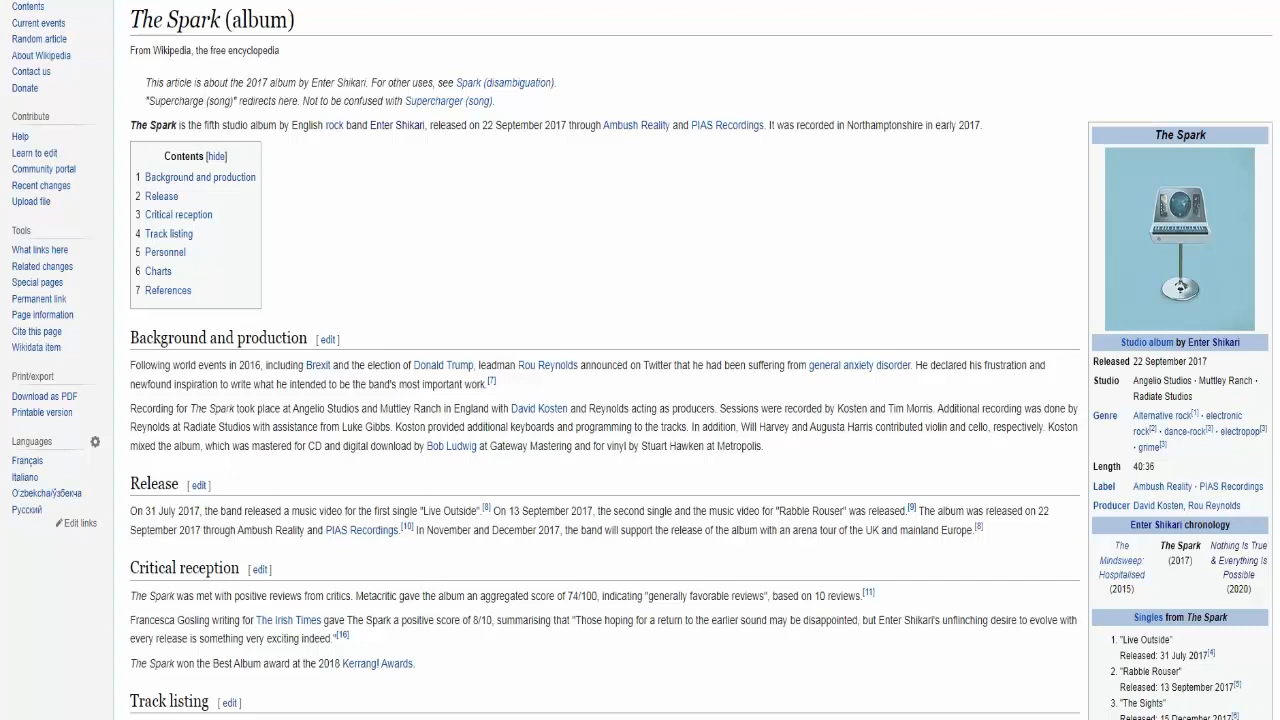 Contents
Current events
Random article
About Wikipedia
Contact us
Donate
Contribute
Help
Learn to edit
Community portal
Recent changes
Upload file
Tools
What links here
Related changes
Special pages
Permanent link
Page information
Cite this page
Wikidata item
Print/export
Download as PDF
Printable version
Languages
Français
Italiano
Oʻzbekcha/ўзбекча
Русский
Edit links
The Spark (album)
From Wikipedia, the free encyclopedia
This article is about the 2017 album by Enter Shikari. For other uses, see Spark (disambiguation).
"Supercharge (song)" redirects here. Not to be confused with Supercharger (song).
The Spark is the fifth studio album by English rock band Enter Shikari, released on 22 September 2017 through Ambush Reality and PIAS Recordings. It was recorded in Northamptonshire in early 2017.
Contents [hide]
1 Background and production
2 Release
3 Critical reception
4 Track listing
5 Personnel
6 Charts
7 References
Background and production [ edit ]
Following world events in 2016, including Brexit and the election of Donald Trump, leadman Rou Reynolds announced on Twitter that he had been suffering from general anxiety disorder. He declared his frustration and
newfound inspiration to write what he intended to be the band's most important work.[7]
Recording for The Spark took place at Angelio Studios and Muttley Ranch in England with David Kosten and Reynolds acting as producers. Sessions were recorded by Kosten and Tim Morris. Additional recording was done by
Reynolds at Radiate Studios with assistance from Luke Gibbs. Koston provided additional keyboards and programming to the tracks. In addition, Will Harvey and Augusta Harris contributed violin and cello, respectively. Koston
mixed the album, which was mastered for CD and digital download by Bob Ludwig at Gateway Mastering and for vinyl by Stuart Hawken at Metropolis.
Release [ edit ]
On 31 July 2017, the band released a music video for the first single "Live Outside".[8] On 13 September 2017, the second single and the music video for "Rabble Rouser" was released.[9] The album was released on 22
September 2017 through Ambush Reality and PIAS Recordings.[10] In November and December 2017, the band will support the release of the album with an arena tour of the UK and mainland Europe.[8]
Critical reception [ edit ]
The Spark was met with positive reviews from critics. Metacritic gave the album an aggregated score of 74/100, indicating "generally favorable reviews", based on 10 reviews.[11]
Francesca Gosling writing for The Irish Times gave The Spark a positive score of 8/10, summarising that "Those hoping for a return to the earlier sound may be disappointed, but Enter Shikari's unflinching desire to evolve with
every release is something very exciting indeed."[16]
The Spark won the Best Album award at the 2018 Kerrang! Awards.
Track listing [ edit ]
The Spark
Studio album by Enter Shikari
Released 22 September 2017
Studio Angelio Studios · Muttley Ranch ·
Radiate Studios
Genre Alternative rock[1] · electronic
rock[2] · dance-rock[3] · electropop[3]
· grime[3]
Length 40:36
Label Ambush Reality · PIAS Recordings
Producer David Kosten, Rou Reynolds
Enter Shikari chronology
The Mindsweep: Hospitalised (2015)
The Spark (2017)
Nothing Is True & Everything Is Possible (2020)
Singles from The Spark
1. "Live Outside"
Released: 31 July 2017[4]
2. "Rabble Rouser"
Released: 13 September 2017[5]
3. "The Sights"
Released: 15 December 2017[6]